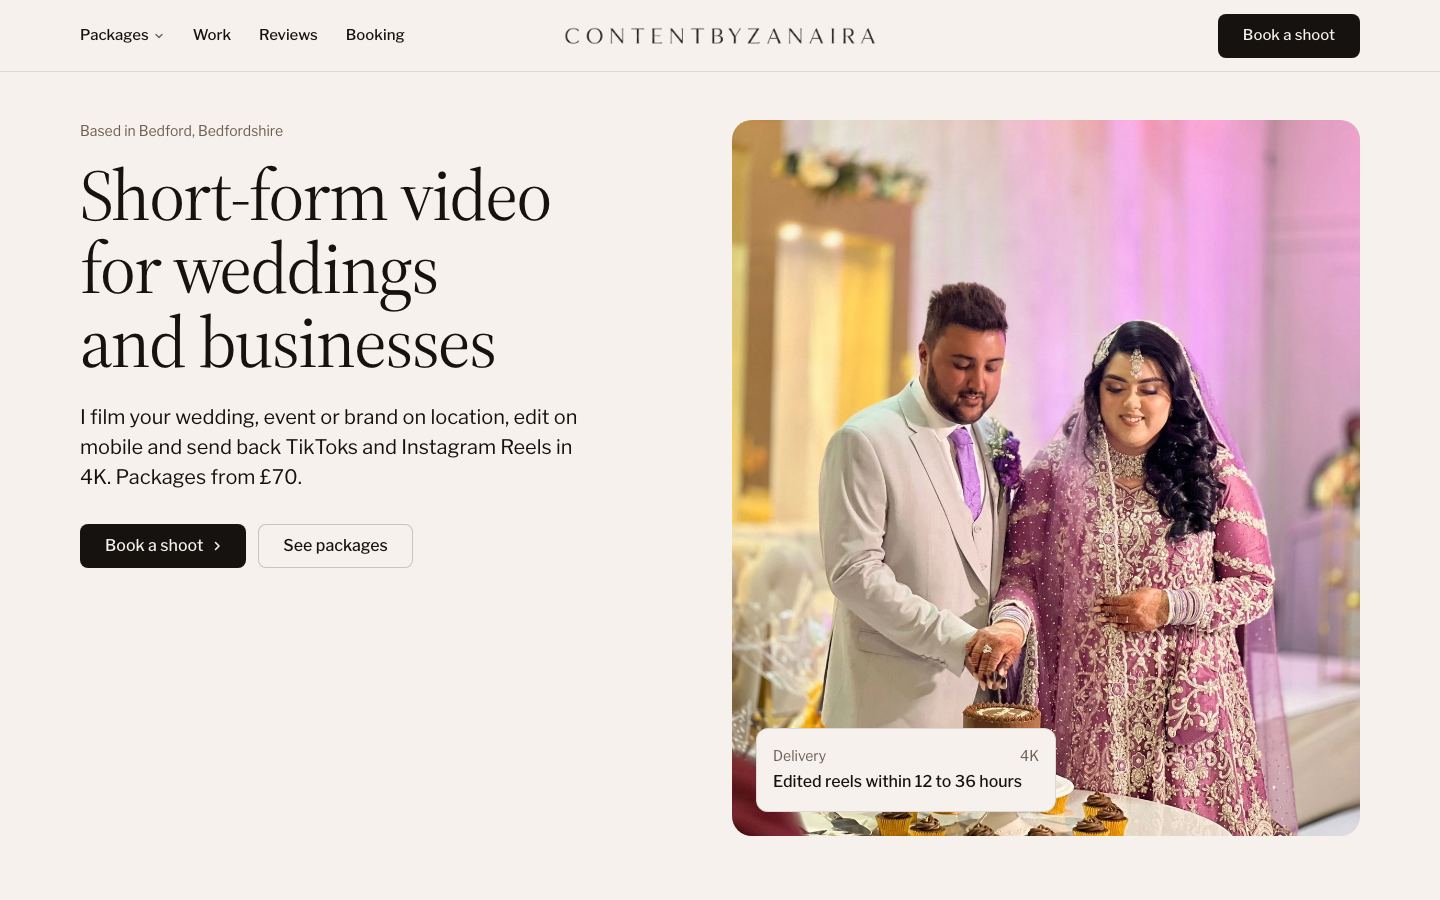 Packages
Work
Reviews
Booking
CONTENTBYZANAIRA
Book a shoot
Based in Bedford, Bedfordshire
Short-form video
for weddings
and businesses
I film your wedding, event or brand on location, edit on
mobile and send back TikToks and Instagram Reels in
4K. Packages from £70.
Book a shoot
See packages
Delivery 4K
Edited reels within 12 to 36 hours